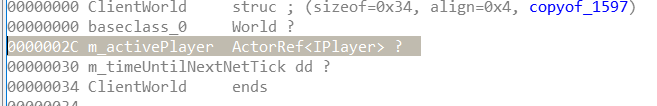 00000000 ClientWorld     struc ; (sizeof=0x34, align=0x4, copyof_1597)
00000000 baseclass_0     World ?
0000002C m_activePlayer  ActorRef<IPlayer> ?
00000030 m_timeUntilNextNetTick dd ?
00000034 ClientWorld     ends
00000034